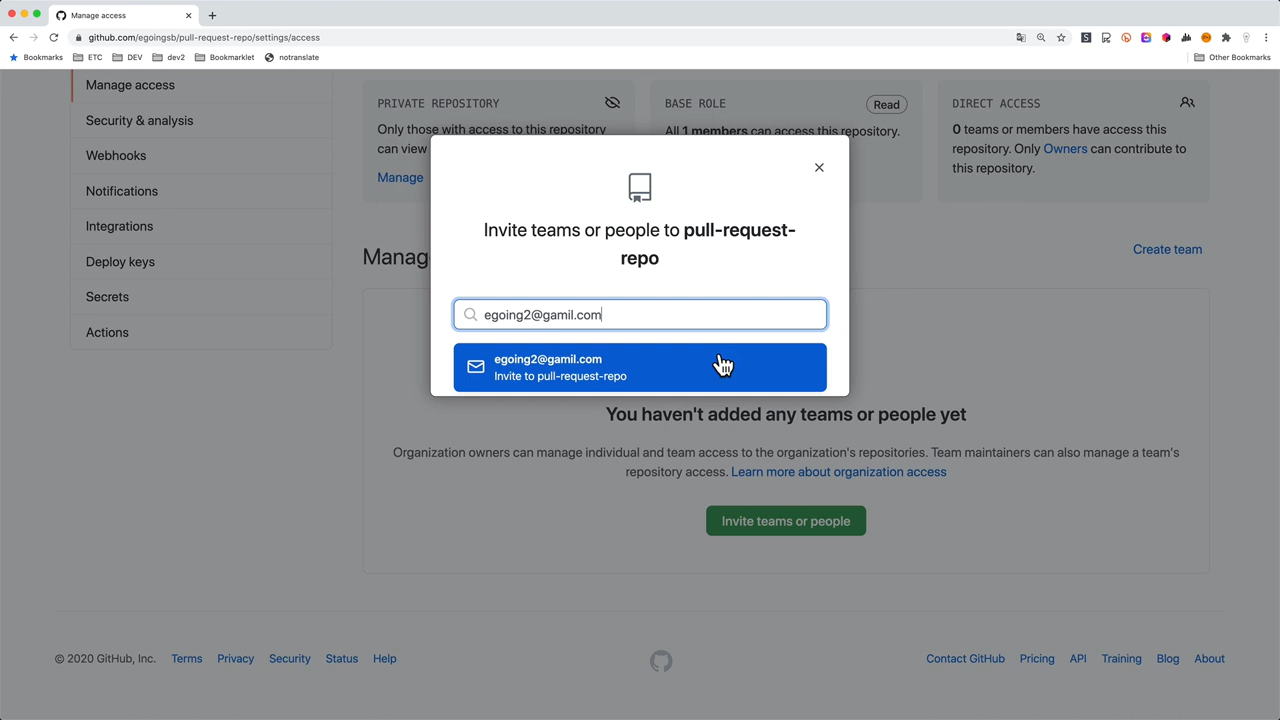 Manage access
github.com/egoingsb/pull-request-repo/settings/access
Bookmarks
ETC
DEV
dev2
Bookmarklet
notranslate
Other Bookmarks
Manage access
Security & analysis
Webhooks
Notifications
Integrations
Deploy keys
Secrets
Actions
PRIVATE REPOSITORY
Only those with access to this repository
can view
Manage
BASE ROLE
Read
All 1 members can access this repository.
DIRECT ACCESS
0 teams or members have access this
repository. Only Owners can contribute to
this repository.
Manag
Create team
Invite teams or people to pull-request-
repo
egoing2@gamil.com
egoing2@gamil.com
Invite to pull-request-repo
You haven't added any teams or people yet
Organization owners can manage individual and team access to the organization's repositories. Team maintainers can also manage a team's
repository access. Learn more about organization access
Invite teams or people
© 2020 GitHub, Inc.
Terms
Privacy
Security
Status
Help
Contact GitHub
Pricing
API
Training
Blog
About